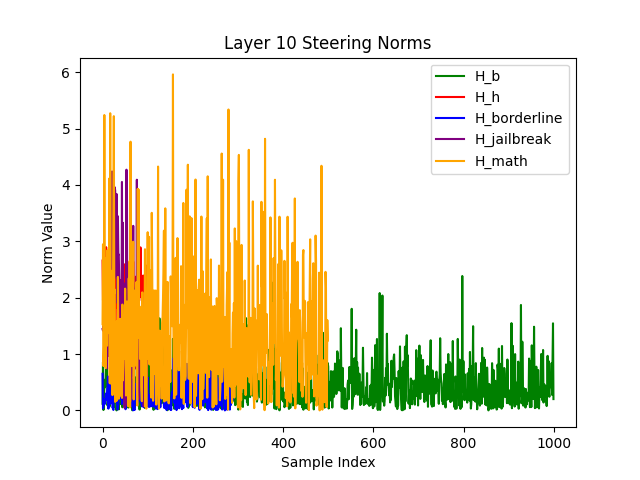 Layer 10 Steering Norms
H_b
H_h
H_borderline
H_jailbreak
H_math
Norm Value
6
5
4
3
2
1
0
0 200 400 600 800 1000
Sample Index